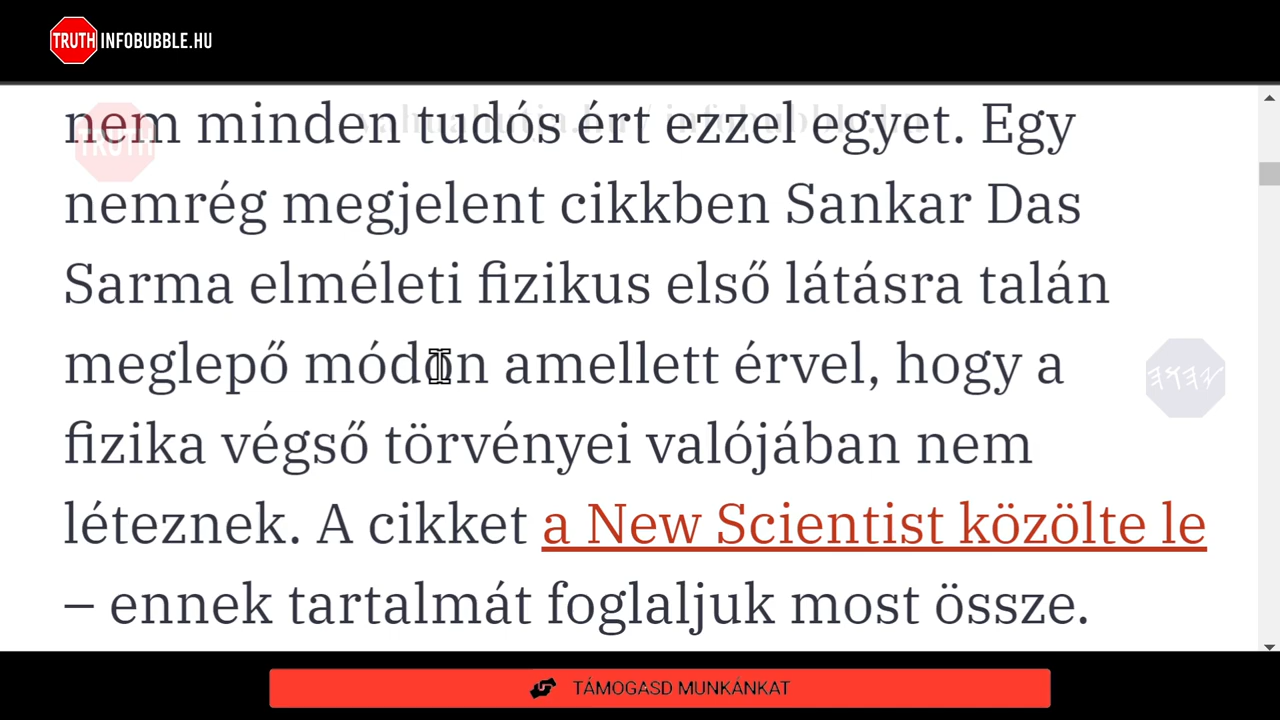 TRUTH INFOBUBBLE.HU
nem minden tudós ért ezzel egyet. Egy
nemrég megjelent cikkben Sankar Das
Sarma elméleti fizikus első látásra talán
meglepő módon amellett érvel, hogy a
fizika végső törvényei valójában nem
léteznek. A cikket a New Scientist közölte le
– ennek tartalmát foglaljuk most össze.
TRUTH
TÁMOGASD MUNKÁNKAT